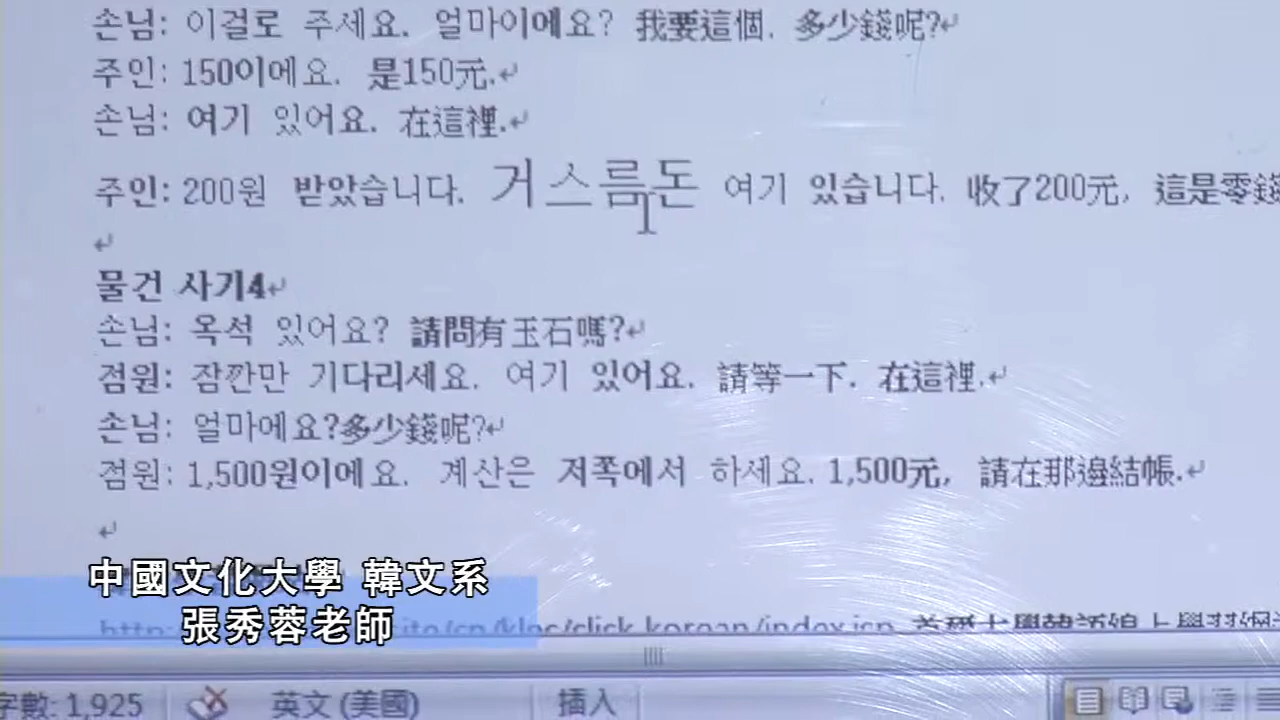 손님: 이걸로 주세요. 얼마이에요? 我要這個. 多少錢呢?
주인: 150이에요. 是150元.
손님: 여기 있어요. 在這裡.
주인: 200원 받았습니다. 거스름돈 여기 있습니다. 收了200元, 這是零錢
물건 사기4
손님: 옥석 있어요? 請問有玉石嗎?
점원: 잠깐만 기다리세요. 여기 있어요. 請等一下. 在這裡.
손님: 얼마에요?多少錢呢?
점원: 1,500원이에요. 계산은 저쪽에서 하세요. 1,500元, 請在那邊結帳.
中國文化大學 韓文系
張秀蓉老師
字數: 1,925 英文 (美國) 插入